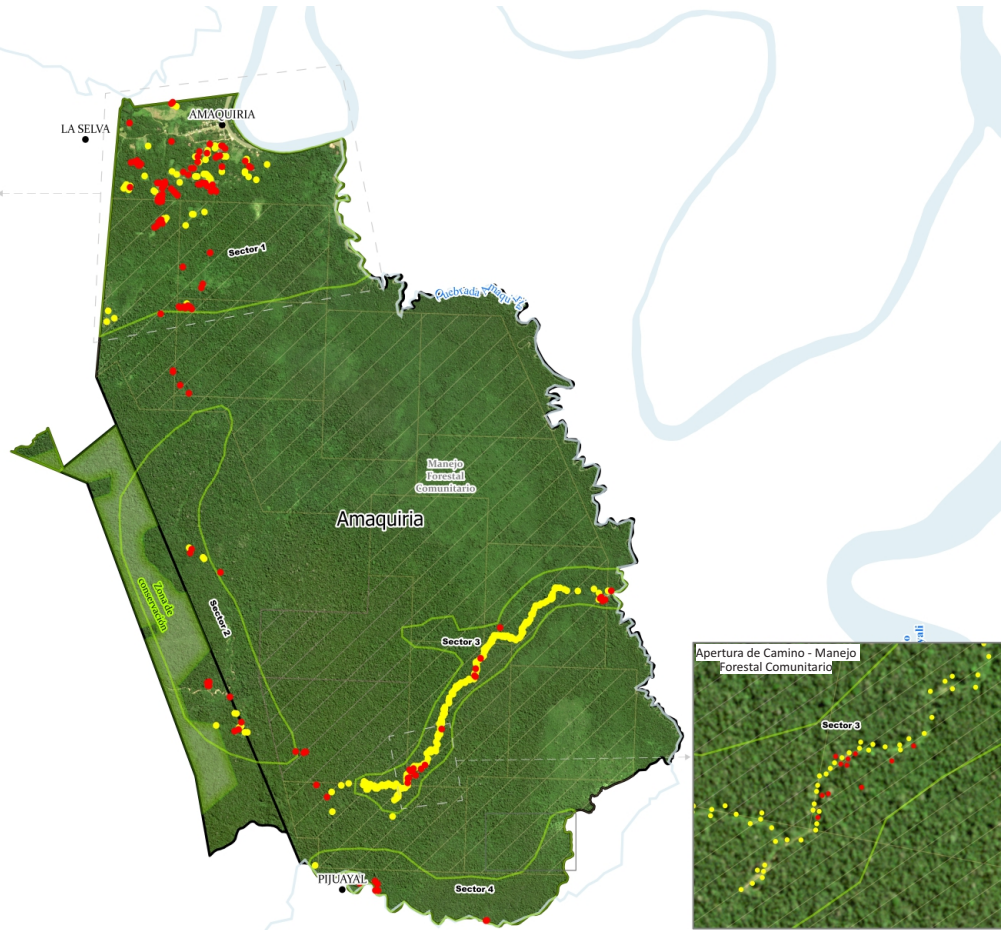 AMAQUIRIA
LA SELVA
Sector 1
Quebrada
Manejo
Forestal
Comunitario
Amaquiria
Zona de
conservación
Sector 2
Sector 3
Apertura de Camino - Manejo
Forestal Comunitario
Sector 3
PIJUAYAL
Sector 4